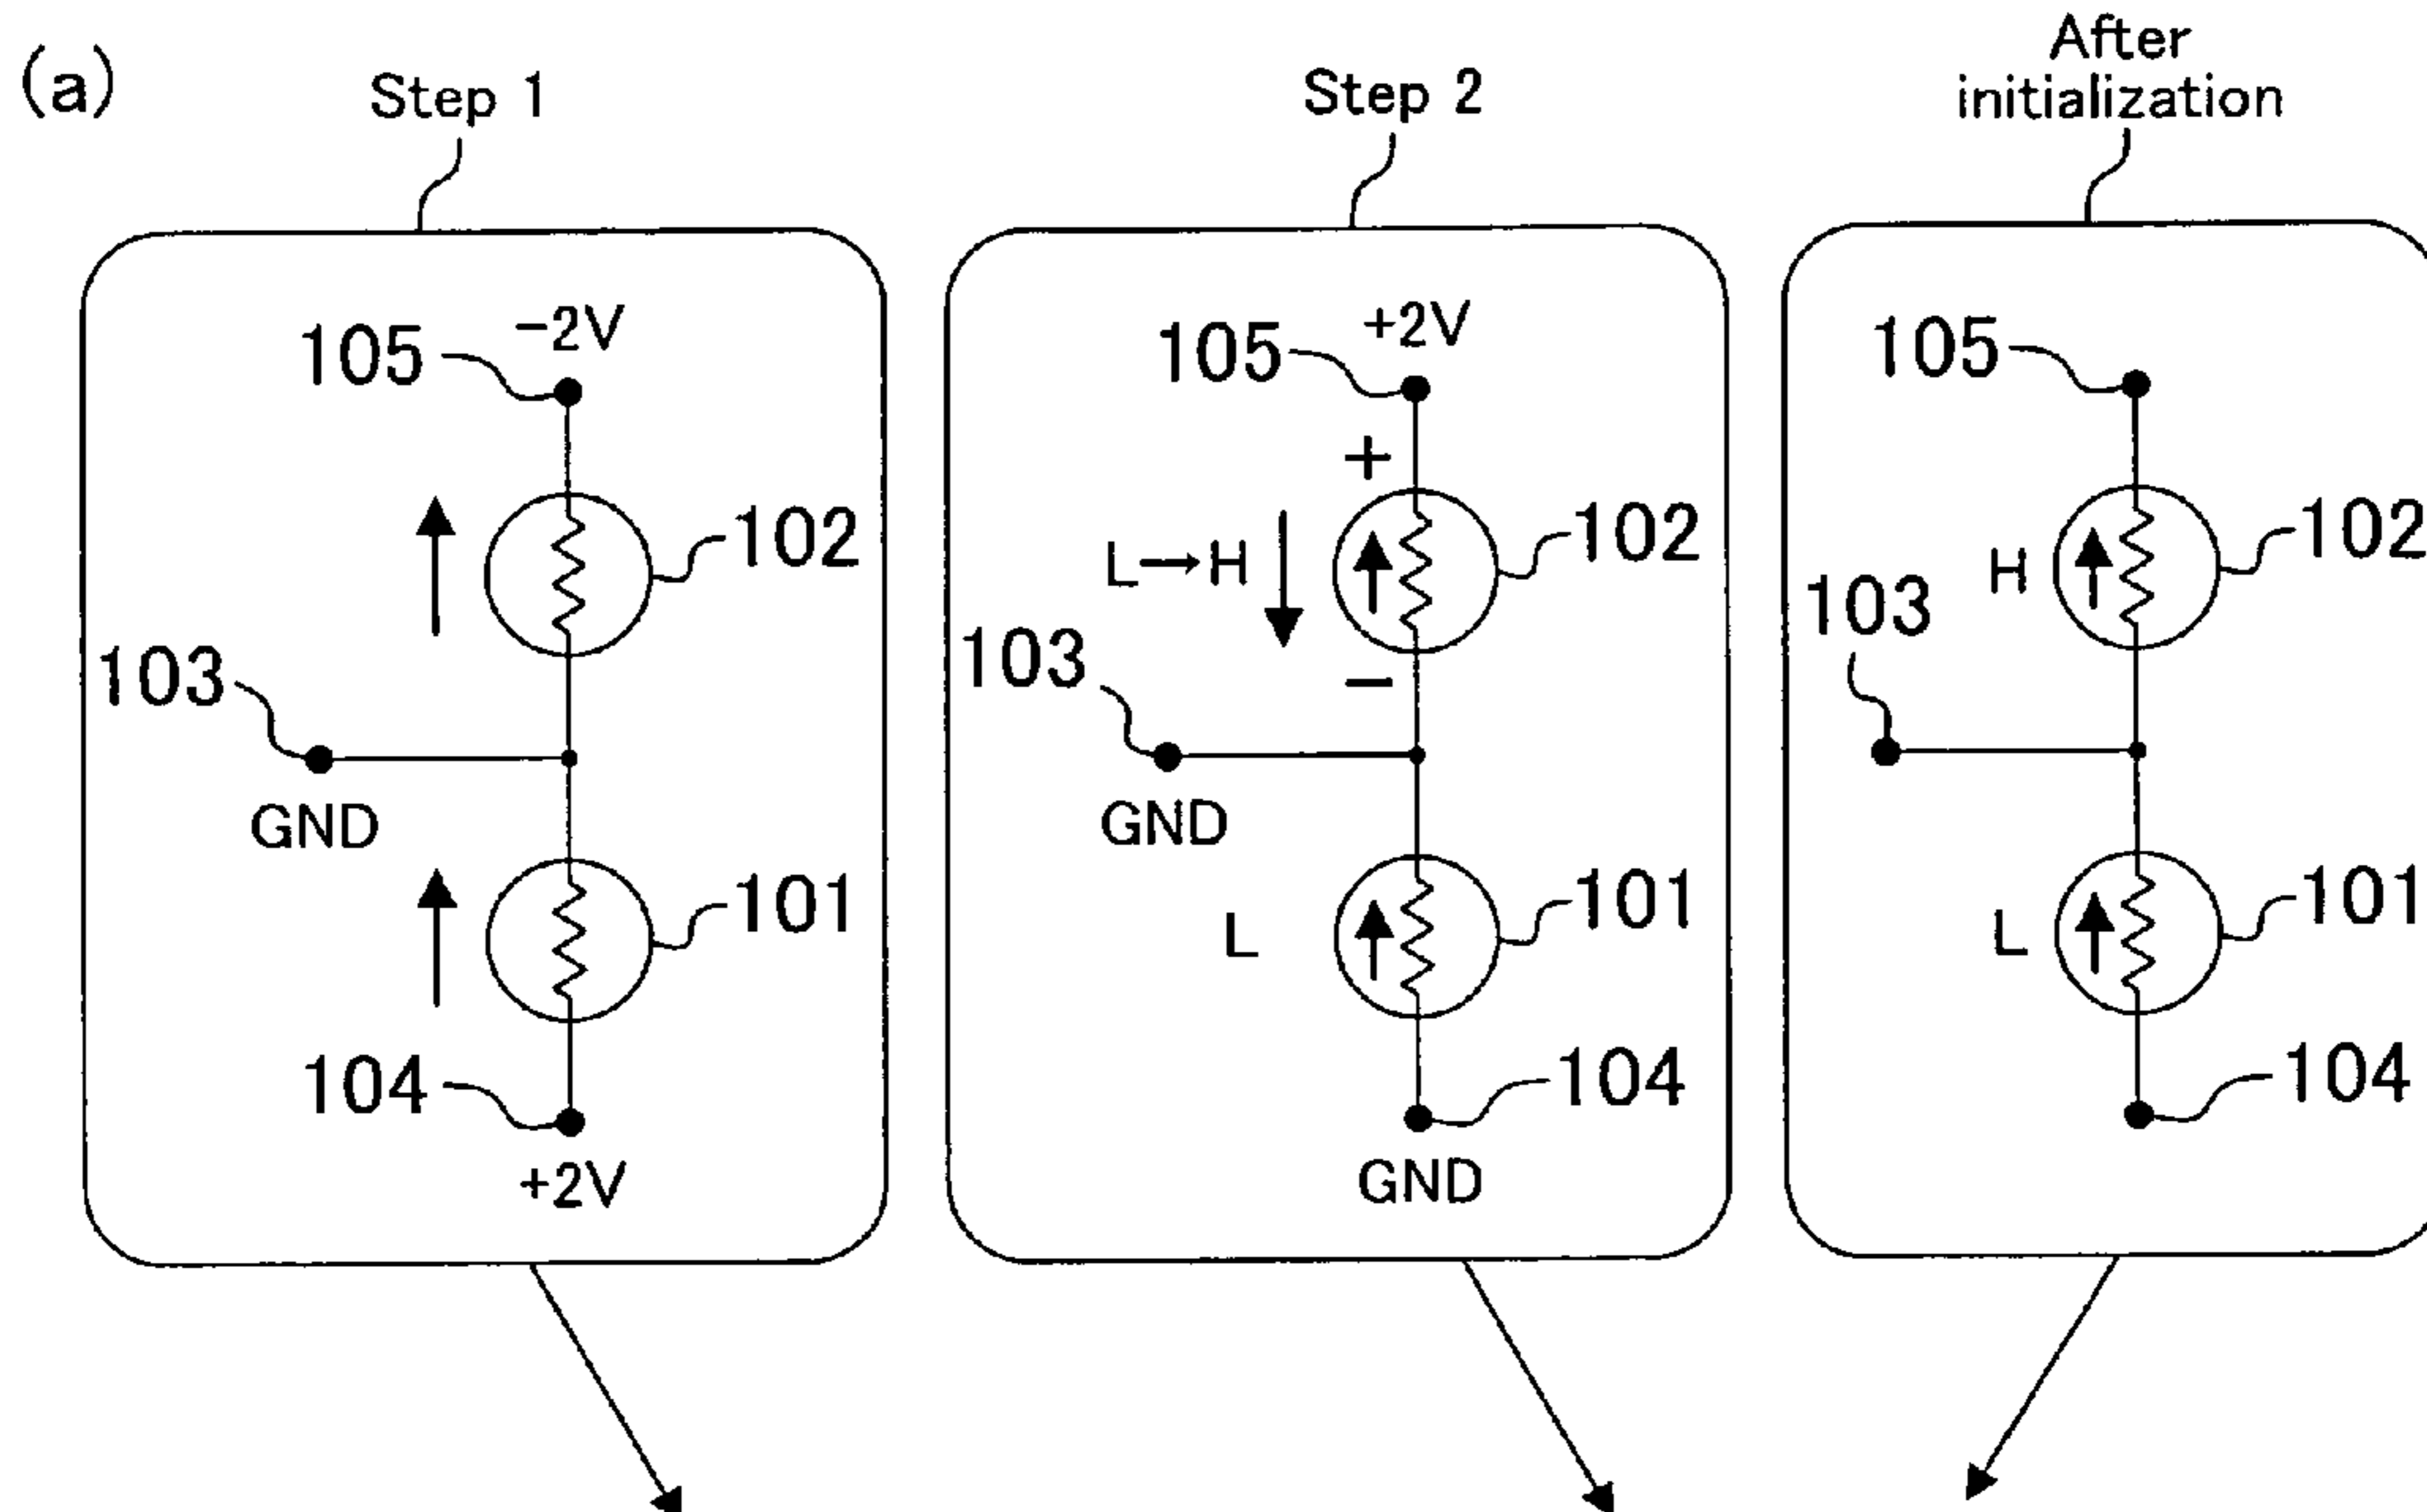 (a)
Step 1
-2V
105
102
103
GND
101
104
+2V
Step 2
+2V
105
+
102
L→H
103
−
GND
101
L
104
GND
After
initialization
105
102
H
103
101
L
104